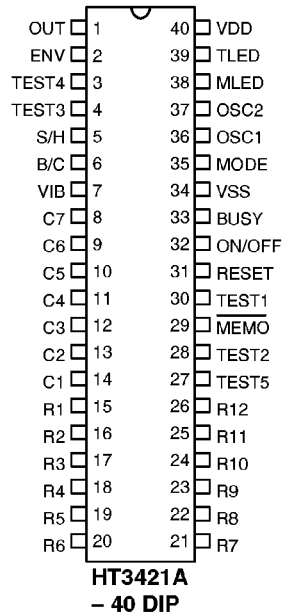 OUT 1 40 VDD
ENV 2 39 TLED
TEST4 3 38 MLED
TEST3 4 37 OSC2
S/H 5 36 OSC1
B/C 6 35 MODE
VIB 7 34 VSS
C7 8 33 BUSY
C6 9 32 ON/OFF
C5 10 31 RESET
C4 11 30 TEST1
C3 12 29 MEMO
C2 13 28 TEST2
C1 14 27 TEST5
R1 15 26 R12
R2 16 25 R11
R3 17 24 R10
R4 18 23 R9
R5 19 22 R8
R6 20 21 R7
HT3421A
– 40 DIP